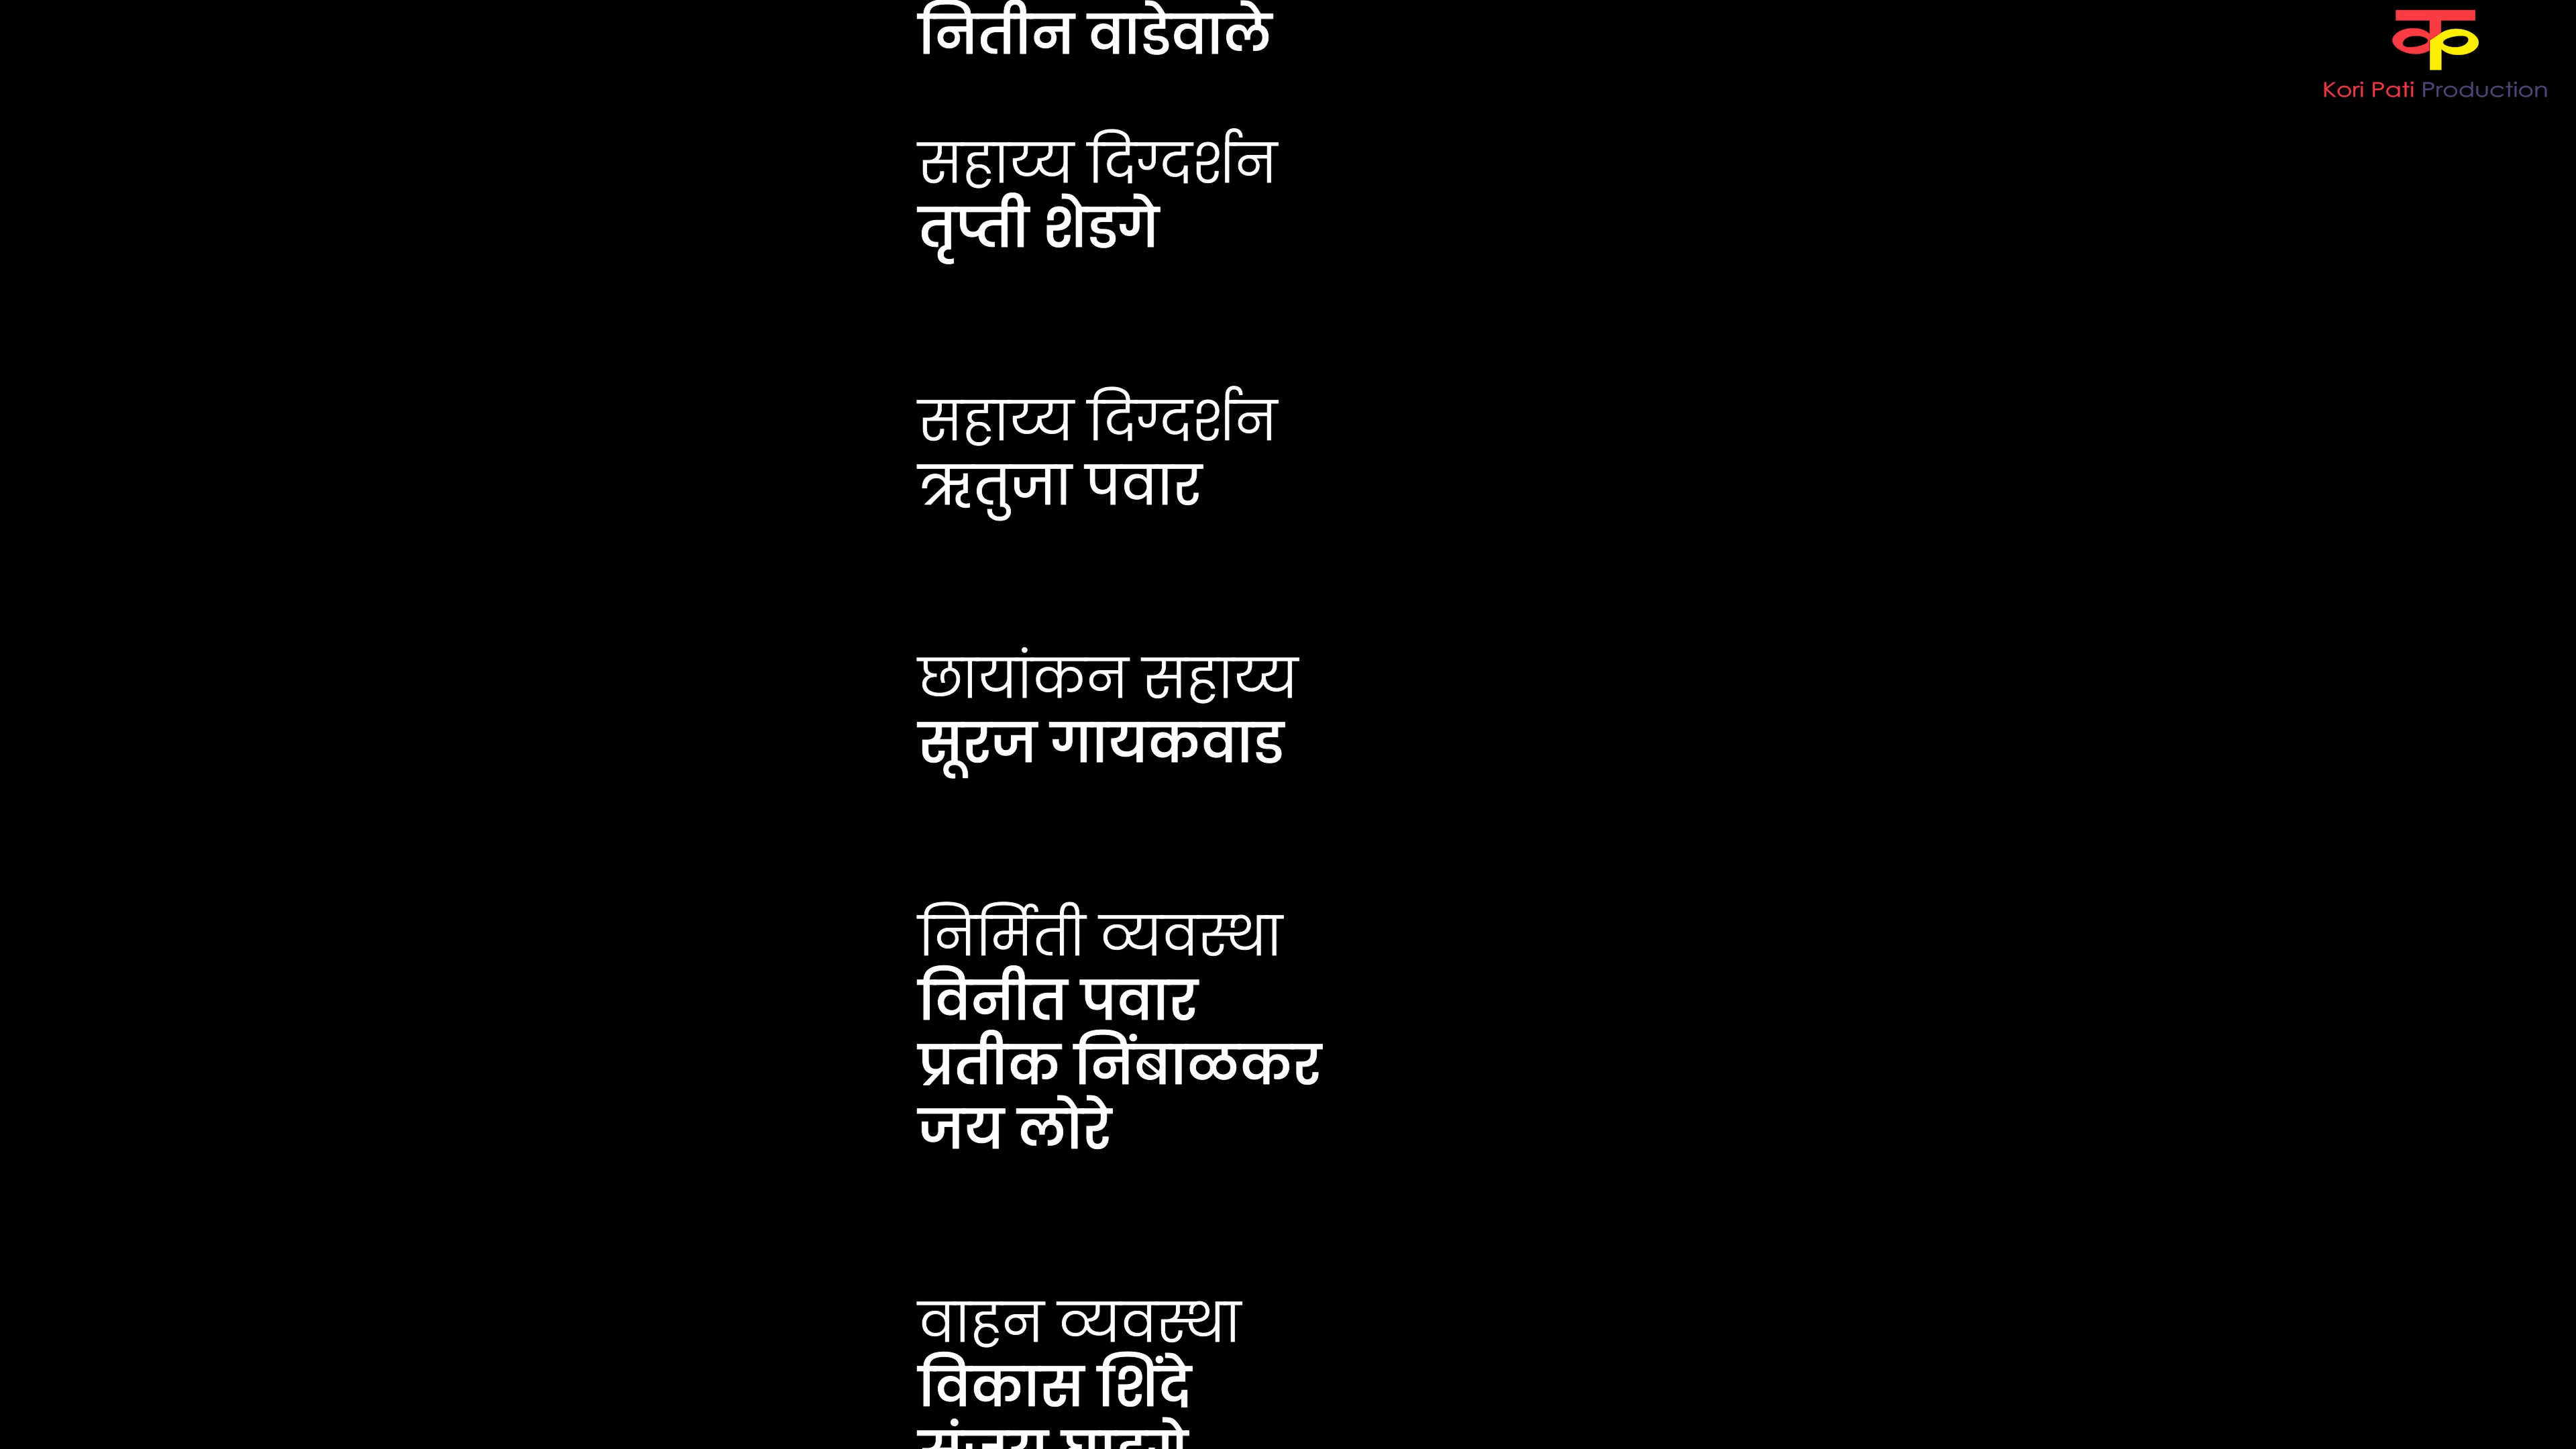 नितीन वाडेवाले
Kori Pati Production
सहाय्य दिग्दर्शन
तृप्ती शेडगे
सहाय्य दिग्दर्शन
ऋतुजा पवार
छायांकन सहाय्य
सूरज गायकवाड
निर्मिती व्यवस्था
विनीत पवार
प्रतीक निंबाळकर
जय लोरे
वाहन व्यवस्था
विकास शिंदे
संजय